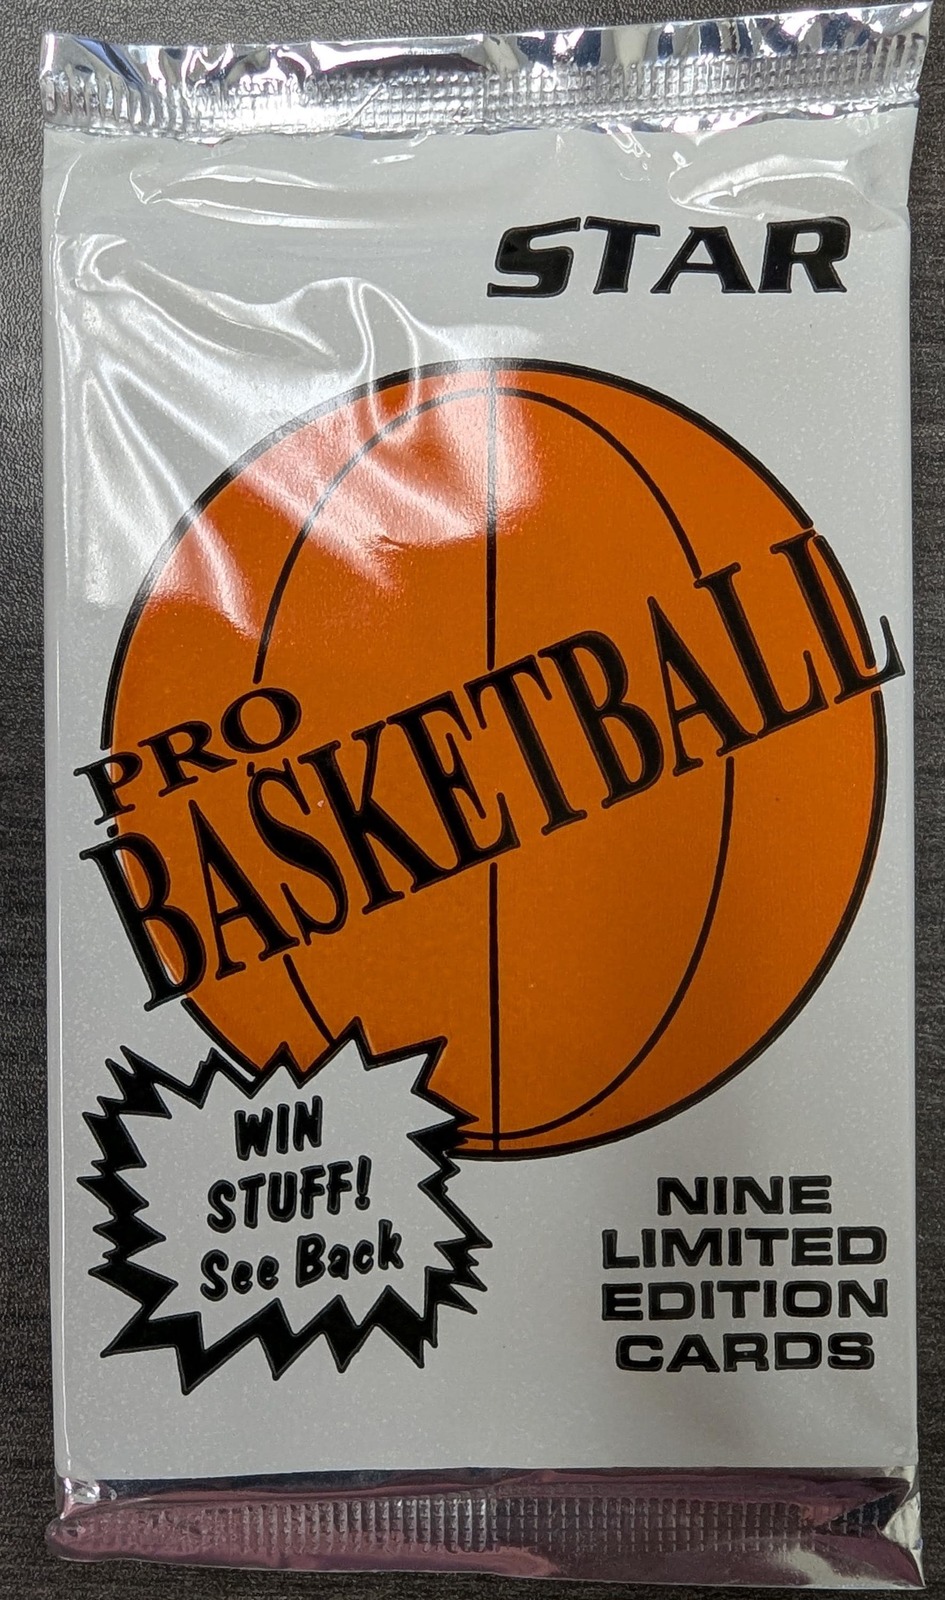 STAR
PRO
BASKETBALL
WIN
STUFF!
See Back
NINE
LIMITED
EDITION
CARDS